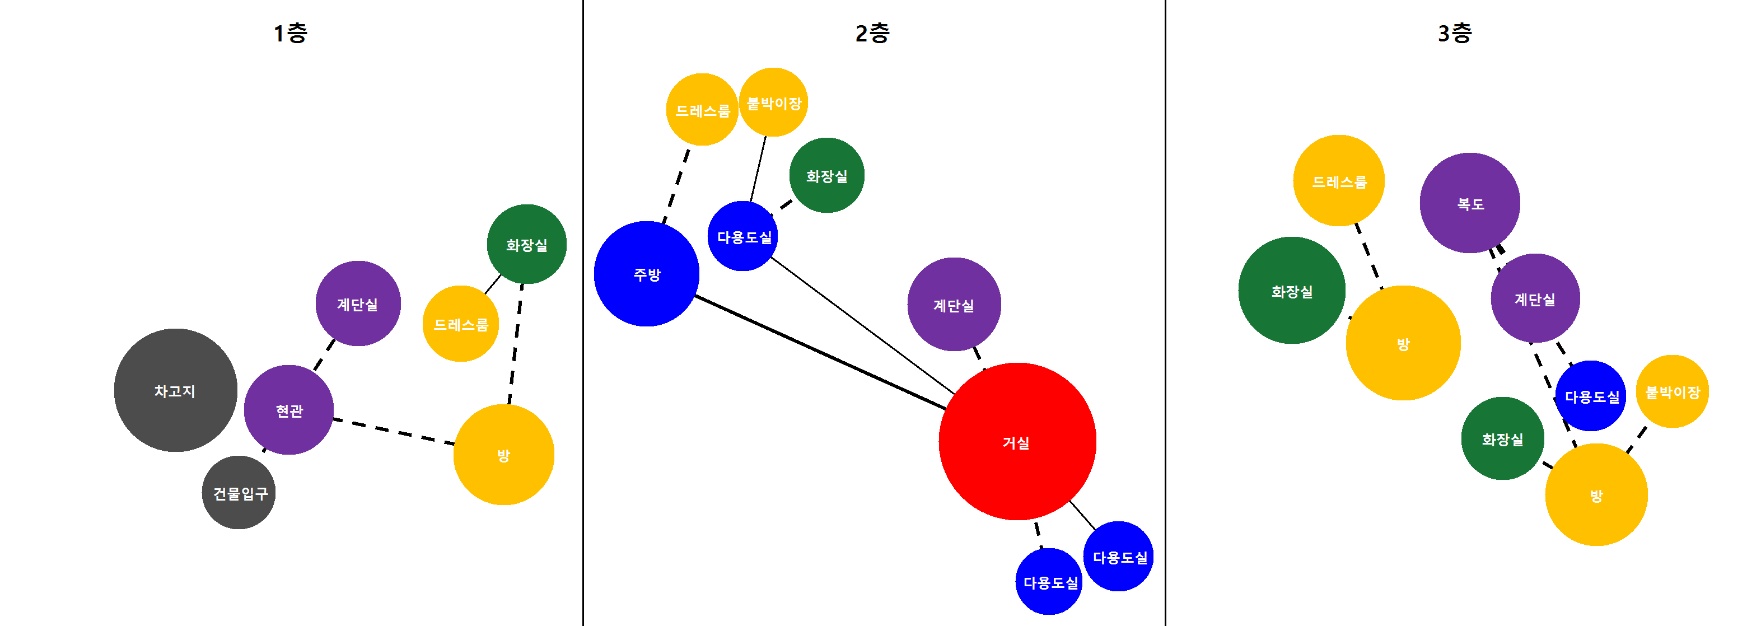 1층
화장실
계단실
드레스룸
차고지
현관
방
건물입구
2층
드레스룸
붙박이장
화장실
다용도실
주방
계단실
거실
다용도실
다용도실
3층
드레스룸
복도
화장실
계단실
방
다용도실
붙박이장
화장실
방